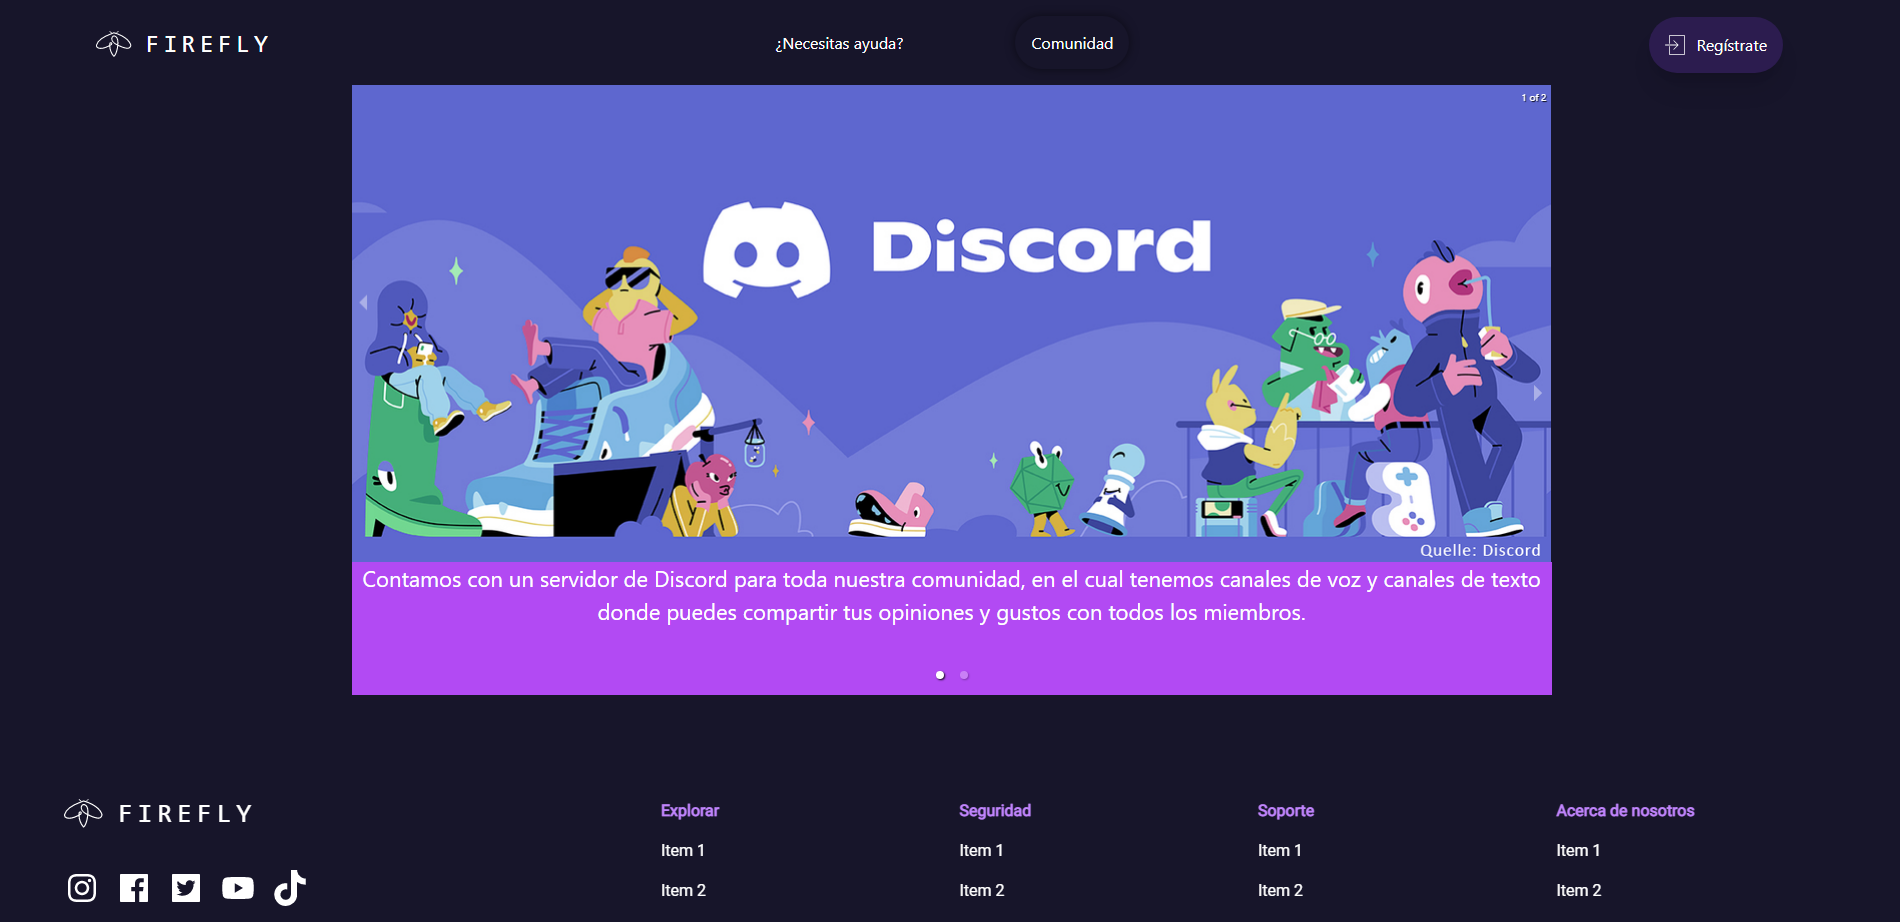 FIREFLY
¿Necesitas ayuda?
Comunidad
Regístrate
1 of 2
Discord
Quelle: Discord
Contamos con un servidor de Discord para toda nuestra comunidad, en el cual tenemos canales de voz y canales de texto
donde puedes compartir tus opiniones y gustos con todos los miembros.
FIREFLY
Explorar
Item 1
Item 2
Seguridad
Item 1
Item 2
Soporte
Item 1
Item 2
Acerca de nosotros
Item 1
Item 2